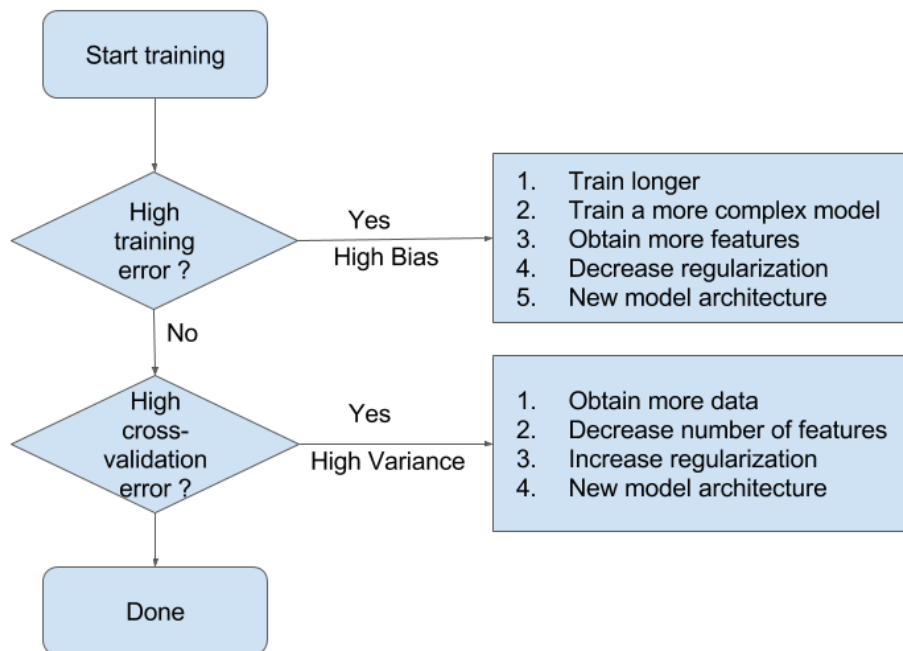 Start training
High
training
error ?
Yes
High Bias
1. Train longer
2. Train a more complex model
3. Obtain more features
4. Decrease regularization
5. New model architecture
No
High
cross-
validation
error ?
Yes
High Variance
1. Obtain more data
2. Decrease number of features
3. Increase regularization
4. New model architecture
Done